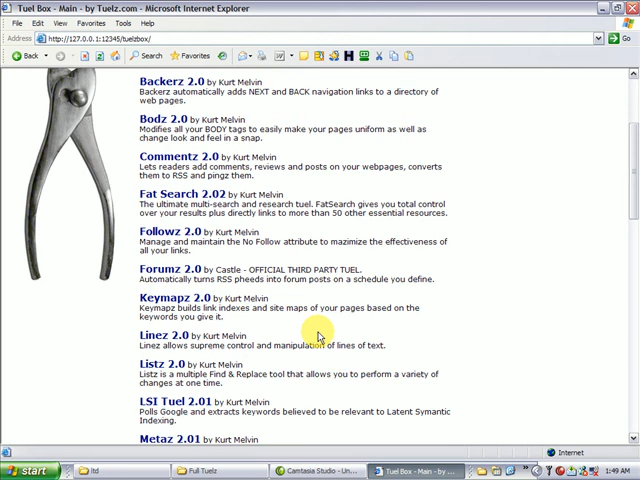 Tuel Box - Main - by Tuelz.com - Microsoft Internet Explorer
File Edit View Favorites Tools Help
Address http://127.0.0.1:12345/tuelzbox/ Go
Back Search Favorites
Backerz 2.0 by Kurt Melvin
Backerz automatically adds NEXT and BACK navigation links to a directory of
web pages.
Bodz 2.0 by Kurt Melvin
Modifies all your BODY tags to easily make your pages uniform as well as
change look and feel in a snap.
Commentz 2.0 by Kurt Melvin
Lets readers add comments, reviews and posts on your webpages, converts
them to RSS and pingz them.
Fat Search 2.02 by Kurt Melvin
The ultimate multi-search and research tuel. FatSearch gives you total control
over your results plus directly links to more than 50 other essential resources.
Followz 2.0 by Kurt Melvin
Manage and maintain the No Follow attribute to mazimize the effectiveness of
all your links.
Forumz 2.0 by Castle - OFFICIAL THIRD PARTY TUEL.
Automatically turns RSS pheeds into forum posts on a schedule you define.
Keymapz 2.0 by Kurt Melvin
Keymapz builds link indexes and site maps of your pages based on the
keywords you give it.
Linez 2.0 by Kurt Melvin
Linez allows supreme control and manipulation of lines of text.
Listz 2.0 by Kurt Melvin
Listz is a multiple Find & Replace tool that allows you to perform a variety of
changes at one time.
LSI Tuel 2.01 by Kurt Melvin
Polls Google and extracts keywords believed to be relevant to Latent Symantic
Indexing.
Metaz 2.01 by Kurt Melvin
Internet
start ltd Full Tuelz Camtasia Studio - Un... Tuel Box - Main - by ... 1:49 AM